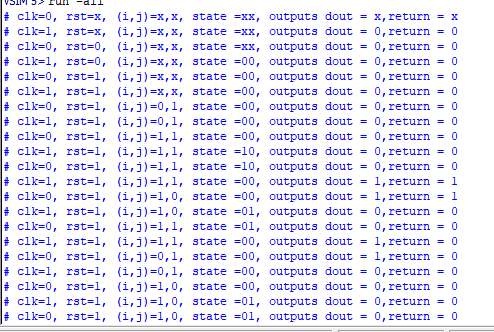 VSIM 5> run -all
# clk=0, rst=x, (i,j)=x,x, state =xx, outputs dout = x,return = x
# clk=1, rst=x, (i,j)=x,x, state =xx, outputs dout = 0,return = 0
# clk=0, rst=0, (i,j)=x,x, state =00, outputs dout = 0,return = 0
# clk=0, rst=1, (i,j)=x,x, state =00, outputs dout = 0,return = 0
# clk=1, rst=1, (i,j)=x,x, state =00, outputs dout = 0,return = 0
# clk=0, rst=1, (i,j)=0,1, state =00, outputs dout = 0,return = 0
# clk=1, rst=1, (i,j)=0,1, state =00, outputs dout = 0,return = 0
# clk=0, rst=1, (i,j)=1,1, state =00, outputs dout = 0,return = 0
# clk=1, rst=1, (i,j)=1,1, state =10, outputs dout = 0,return = 0
# clk=0, rst=1, (i,j)=1,1, state =10, outputs dout = 0,return = 0
# clk=1, rst=1, (i,j)=1,1, state =00, outputs dout = 1,return = 1
# clk=0, rst=1, (i,j)=1,0, state =00, outputs dout = 1,return = 1
# clk=1, rst=1, (i,j)=1,0, state =01, outputs dout = 0,return = 0
# clk=0, rst=1, (i,j)=1,1, state =01, outputs dout = 0,return = 0
# clk=1, rst=1, (i,j)=1,1, state =00, outputs dout = 1,return = 0
# clk=0, rst=1, (i,j)=0,1, state =00, outputs dout = 1,return = 0
# clk=1, rst=1, (i,j)=0,1, state =00, outputs dout = 0,return = 0
# clk=0, rst=1, (i,j)=1,0, state =00, outputs dout = 0,return = 0
# clk=1, rst=1, (i,j)=1,0, state =01, outputs dout = 0,return = 0
# clk=0, rst=1, (i,j)=1,0, state =01, outputs dout = 0,return = 0